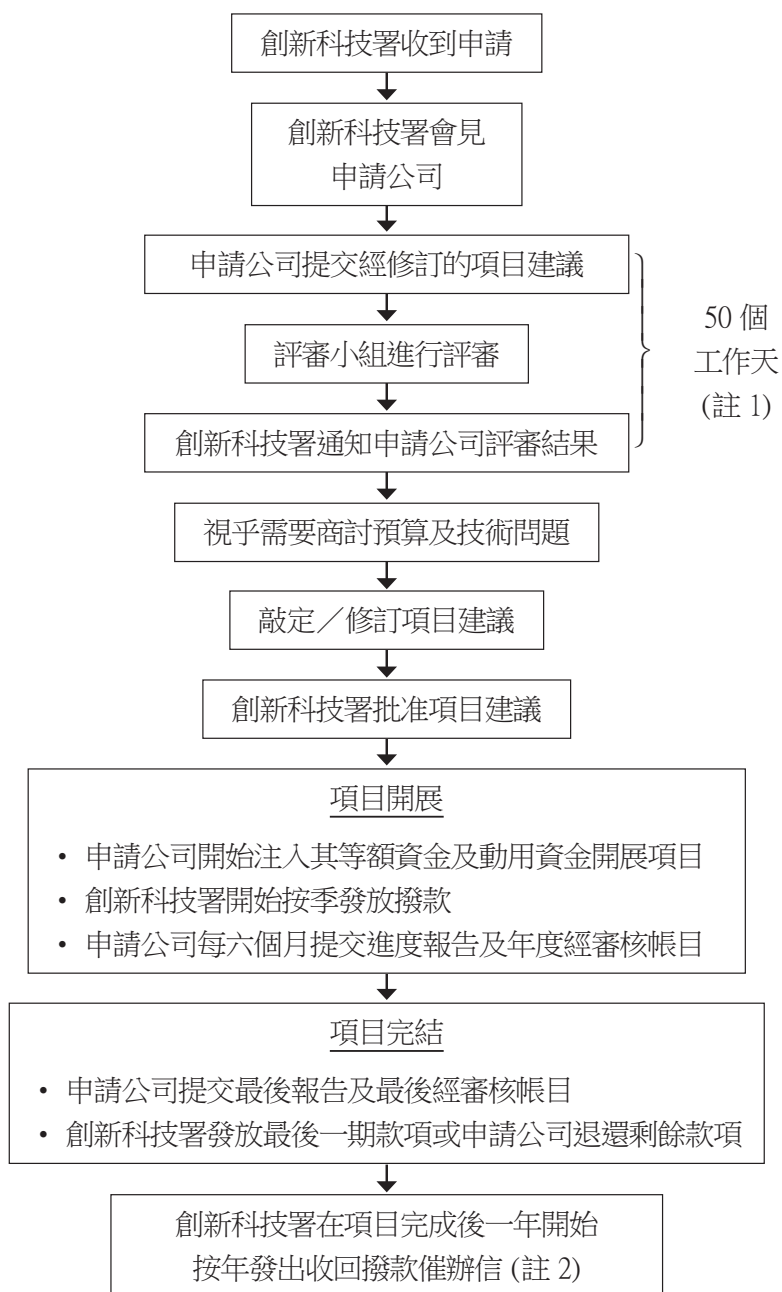 創新科技署收到申請
創新科技署會見
申請公司
申請公司提交經修訂的項目建議
評審小組進行評審
創新科技署通知申請公司評審結果
50 個
工作天
(註 1)
視乎需要商討預算及技術問題
敲定／修訂項目建議
創新科技署批准項目建議
項目開展
• 申請公司開始注入其等額資金及動用資金開展項目
• 創新科技署開始按季發放撥款
• 申請公司每六個月提交進度報告及年度經審核帳目
項目完結
• 申請公司提交最後報告及最後經審核帳目
• 創新科技署發放最後一期款項或申請公司退還剩餘款項
創新科技署在項目完成後一年開始
按年發出收回撥款催辦信 (註 2)